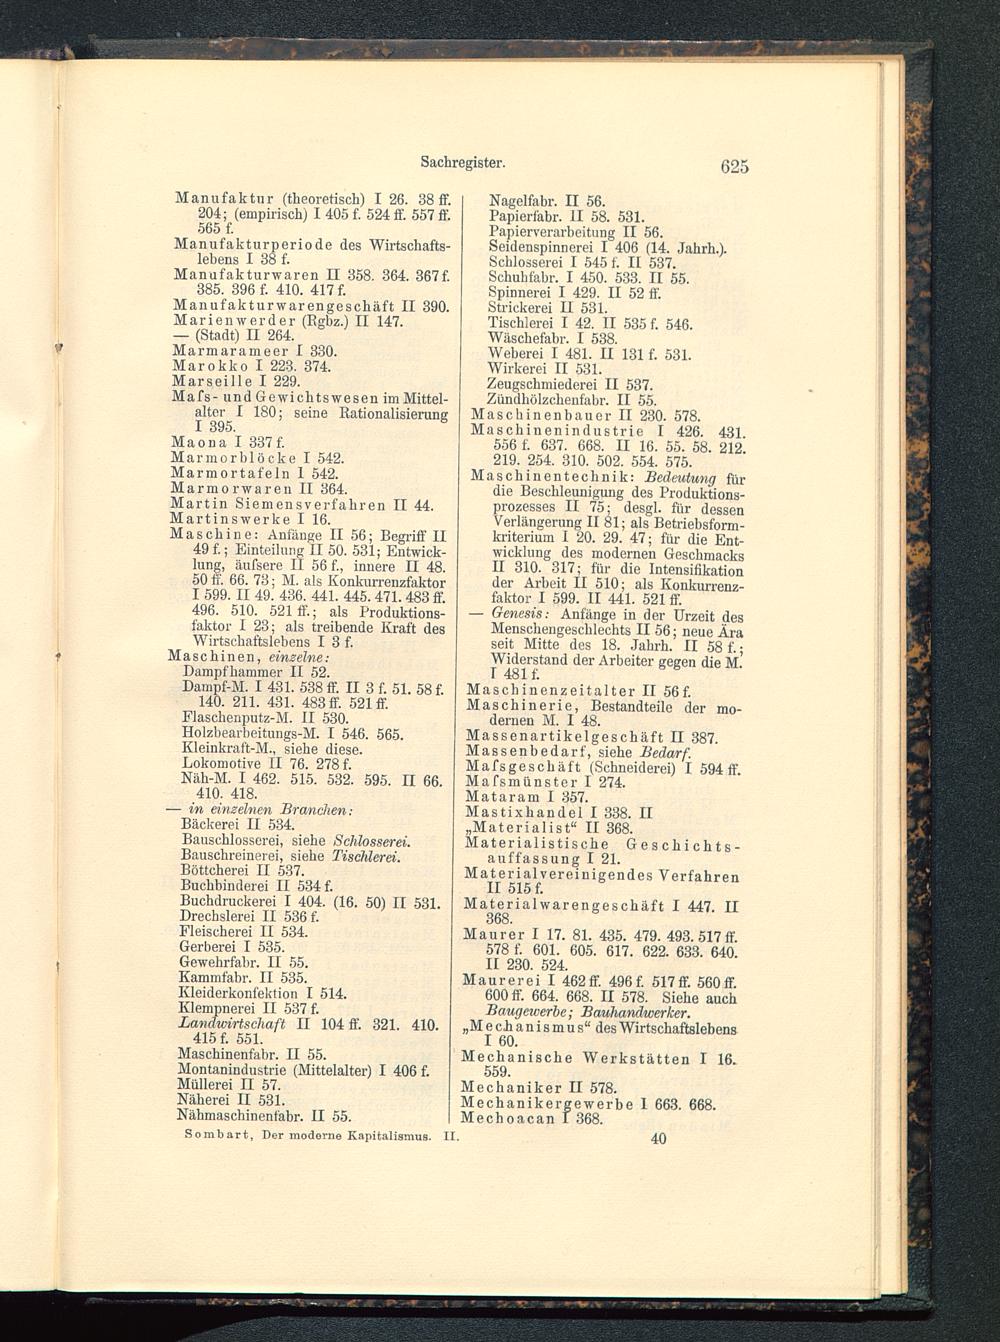 Sachregister. 625
Manufaktur (theoretisch) I 26. 38 ff.
204; (empirisch) I 405 f. 524 ff. 557 ff.
565 f.
Manufakturperiode des Wirtschafts-
lebens I 38 f.
Manufakturwaren II 358. 364. 367 f.
385. 396 f. 410. 417 f.
Manufakturwarengeschäft II 390.
Marienwerder (Rgbz.) II 147.
— (Stadt) II 264.
Marmarameer I 330.
Marokko I 223. 374.
Marseille I 229.
Maſs- und Gewichtswesen im Mittel-
alter I 180; seine Rationalisierung
I 395.
Maona I 337 f.
Marmorblöcke I 542.
Marmortafeln I 542.
Marmorwaren II 364.
Martin Siemensverfahren II 44.
Martinswerke I 16.
Maschine: Anfänge II 56; Begriff II
49 f.; Einteilung II 50. 531; Entwick-
lung, äuſsere II 56 f., innere II 48.
50 ff. 66. 73; M. als Konkurrenzfaktor
I 599. II 49. 436. 441. 445. 471. 483 ff.
496. 510. 521 ff.; als Produktions-
faktor I 23; als treibende Kraft des
Wirtschaftslebens I 3 f.
Maschinen, einzelne:
Dampfhammer II 52.
Dampf-M. I 431. 538 ff. II 3 f. 51. 58 f.
140. 211. 431. 483 ff. 521 ff.
Flaschenputz-M. II 530.
Holzbearbeitungs-M. I 546. 565.
Kleinkraft-M., siehe diese.
Lokomotive II 76. 278 f.
Näh-M. I 462. 515. 532. 595. II 66.
410. 418.
— in einzelnen Branchen:
Bäckerei II 534.
Bauschlosserei, siehe Schlosserei.
Bauschreinerei, siehe Tischlerei.
Böttcherei II 537.
Buchbinderei II 534 f.
Buchdruckerei I 404. (16. 50) II 531.
Drechslerei II 536 f.
Fleischerei II 534.
Gerberei I 535.
Gewehrfabr. II 55.
Kammfabr. II 535.
Kleiderkonfektion I 514.
Klempnerei II 537 f.
Landwirtschaft II 104 ff. 321. 410.
415 f. 551.
Maschinenfabr. II 55.
Montanindustrie (Mittelalter) I 406 f.
Müllerei II 57.
Näherei II 531.
Nähmaschinenfabr. II 55.
Nagelfabr. II 56.
Papierfabr. II 58. 531.
Papierverarbeitung II 56.
Seidenspinnerei I 406 (14. Jahrh.).
Schlosserei I 545 f. II 537.
Schuhfabr. I 450. 533. II 55.
Spinnerei I 429. II 52 ff.
Strickerei II 531.
Tischlerei I 42. II 535 f. 546.
Wäschefabr. I 538.
Weberei I 481. II 131 f. 531.
Wirkerei II 531.
Zeugschmiederei II 537.
Zündhölzchenfabr. II 55.
Maschinenbauer II 230. 578.
Maschinenindustrie I 426. 431.
556 f. 637. 668. II 16. 55. 58. 212.
219. 254. 310. 502. 554. 575.
Maschinentechnik: Bedeutung für
die Beschleunigung des Produktions-
prozesses II 75; desgl. für dessen
Verlängerung II 81; als Betriebsform-
kriterium I 20. 29. 47; für die Ent-
wicklung des modernen Geschmacks
II 310. 317; für die Intensifikation
der Arbeit II 510; als Konkurrenz-
faktor I 599. II 441. 521 ff.
— Genesis: Anfänge in der Urzeit des
Menschengeschlechts II 56; neue Ära
seit Mitte des 18. Jahrh. II 58 f.;
Widerstand der Arbeiter gegen die M.
I 481 f.
Maschinenzeitalter II 56 f.
Maschinerie, Bestandteile der mo-
dernen M. I 48.
Massenartikelgeschäft II 387.
Massenbedarf, siehe Bedarf.
Maſsgeschäft (Schneiderei) I 594 ff.
Maſsmünster I 274.
Mataram I 357.
Mastixhandel I 338. II
„Materialist“ II 368.
Materialistische Geschichts-
auffassung I 21.
Materialvereinigendes Verfahren
II 515 f.
Materialwarengeschäft I 447. II
368.
Maurer I 17. 81. 435. 479. 493. 517 ff.
578 f. 601. 605. 617. 622. 633. 640.
II 230. 524.
Maurerei I 462 ff. 496 f. 517 ff. 560 ff.
600 ff. 664. 668. II 578. Siehe auch
Baugewerbe; Bauhandwerker.
„Mechanismus“ des Wirtschaftslebens
I 60.
Mechanische Werkstätten I 16.
559.
Mechaniker II 578.
Mechanikergewerbe I 663. 668.
Mechoacan I 368.
Sombart, Der moderne Kapitalismus. II. 40